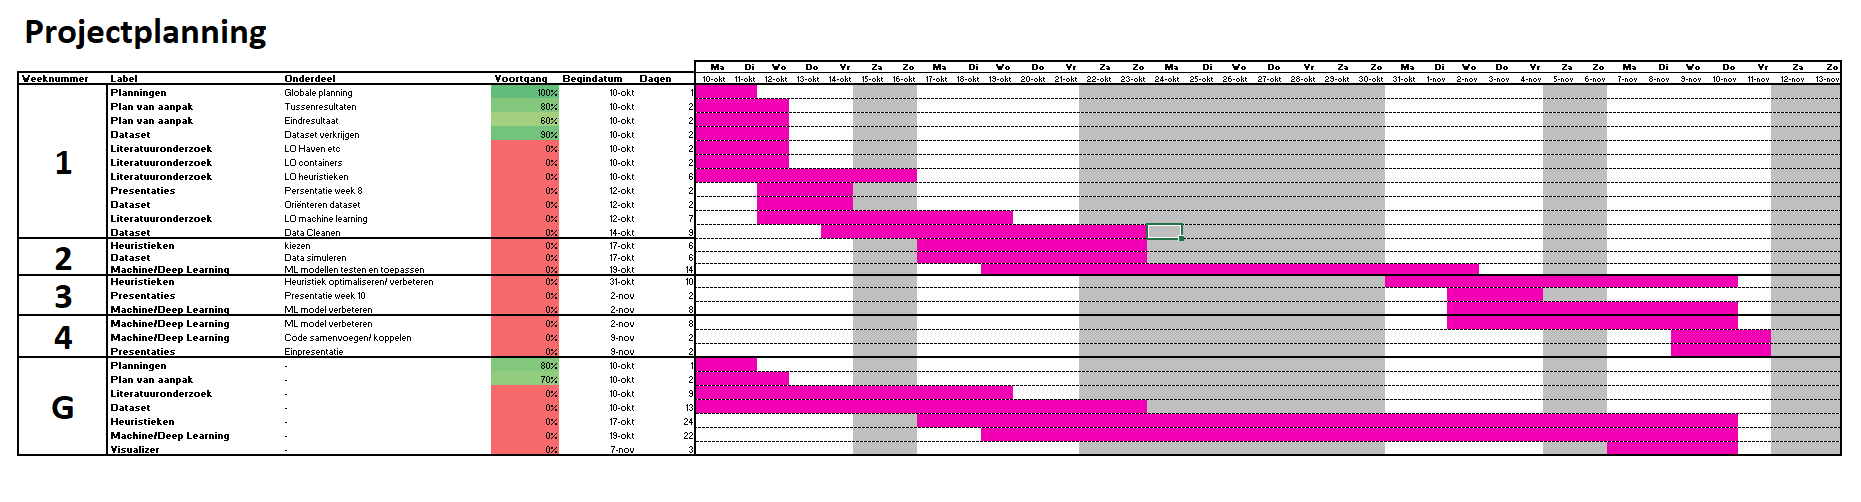 Projectplanning
Ma Di Wo Do Vr Za Zo Ma Di Wo Do Vr Za Zo Ma Di Wo Do Vr Za Zo Ma Di Wo Do Vr Za Zo Ma Di Wo Do Vr Za Zo
Weeknummer Label Onderdeel Voortgang Begindatum Dagen 10-okt 11-okt 12-okt 13-okt 14-okt 15-okt 16-okt 17-okt 18-okt 19-okt 20-okt 21-okt 22-okt 23-okt 24-okt 25-okt 26-okt 27-okt 28-okt 29-okt 30-okt 31-okt 1-nov 2-nov 3-nov 4-nov 5-nov 6-nov 7-nov 8-nov 9-nov 10-nov 11-nov 12-nov 13-nov
Planningen Globale planning 100% 10-okt 1
Plan van aanpak Tussenresultaten 80% 10-okt 2
Plan van aanpak Eindresultaat 60% 10-okt 2
Dataset Dataset verkrijgen 90% 10-okt 2
Literatuuronderzoek LO Haven etc 0% 10-okt 2
1 Literatuuronderzoek LO containers 0% 10-okt 2
Literatuuronderzoek LO heuristieken 0% 10-okt 6
Presentaties Persentatie week 8 0% 12-okt 2
Dataset Oriënteren dataset 0% 12-okt 2
Literatuuronderzoek LO machine learning 0% 12-okt 7
Dataset Data Cleanen 0% 14-okt 9
Heuristieken kiezen 0% 17-okt 6
2 Dataset Data simuleren 0% 17-okt 6
Machine/Deep Learning ML modellen testen en toepassen 0% 19-okt 14
Heuristieken Heuristiek optimaliseren/ verbeteren 0% 31-okt 10
3 Presentaties Presentatie week 10 0% 2-nov 2
Machine/Deep Learning ML model verbeteren 0% 2-nov 8
Machine/Deep Learning ML model verbeteren 0% 2-nov 8
4 Machine/Deep Learning Code samenvoegen/ koppelen 0% 9-nov 2
Presentaties Einpresentatie 0% 9-nov 2
Planningen - 80% 10-okt 1
Plan van aanpak - 70% 10-okt 2
Literatuuronderzoek - 0% 10-okt 9
G Dataset - 0% 10-okt 13
Heuristieken - 0% 17-okt 24
Machine/Deep Learning - 0% 19-okt 22
Visualizer - 0% 7-nov 3